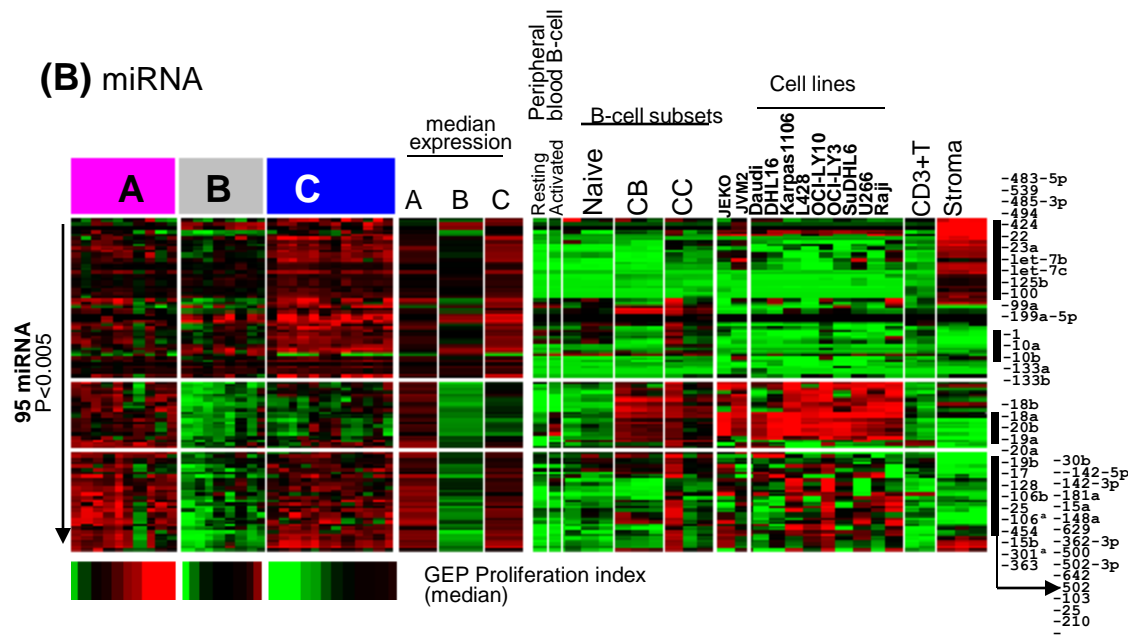 (B) miRNA
Peripheral
blood B-cell
Cell lines
B-cell subsets
median
expression
A
B
C
A
B
C
Resting
Activated
Naive
CB
CC
JEKO
JVM2
Daudi
DHL16
Karpas1106
L428
OCI-LY10
OCI-LY3
SuDHL6
U266
Raji
CD3+T
Stroma
95 miRNA
P<0.005
-483-5p
-539
-485-3p
-494
-424
-22
-23a
-let-7b
-let-7c
-125b
-100
-99a
-199a-5p
-1
-10a
-10b
-133a
-133b
-18b
-18a
-20b
-19a
-20a
-19b
-17
-128
-106b
-25
-106ª
-454
-15b
-301ª
-363
-30b
-142-5p
-142-3p
-181a
-15a
-148a
-629
-362-3p
-500
-502-3p
-642
-502
-103
-25
-210
-
GEP Proliferation index
(median)